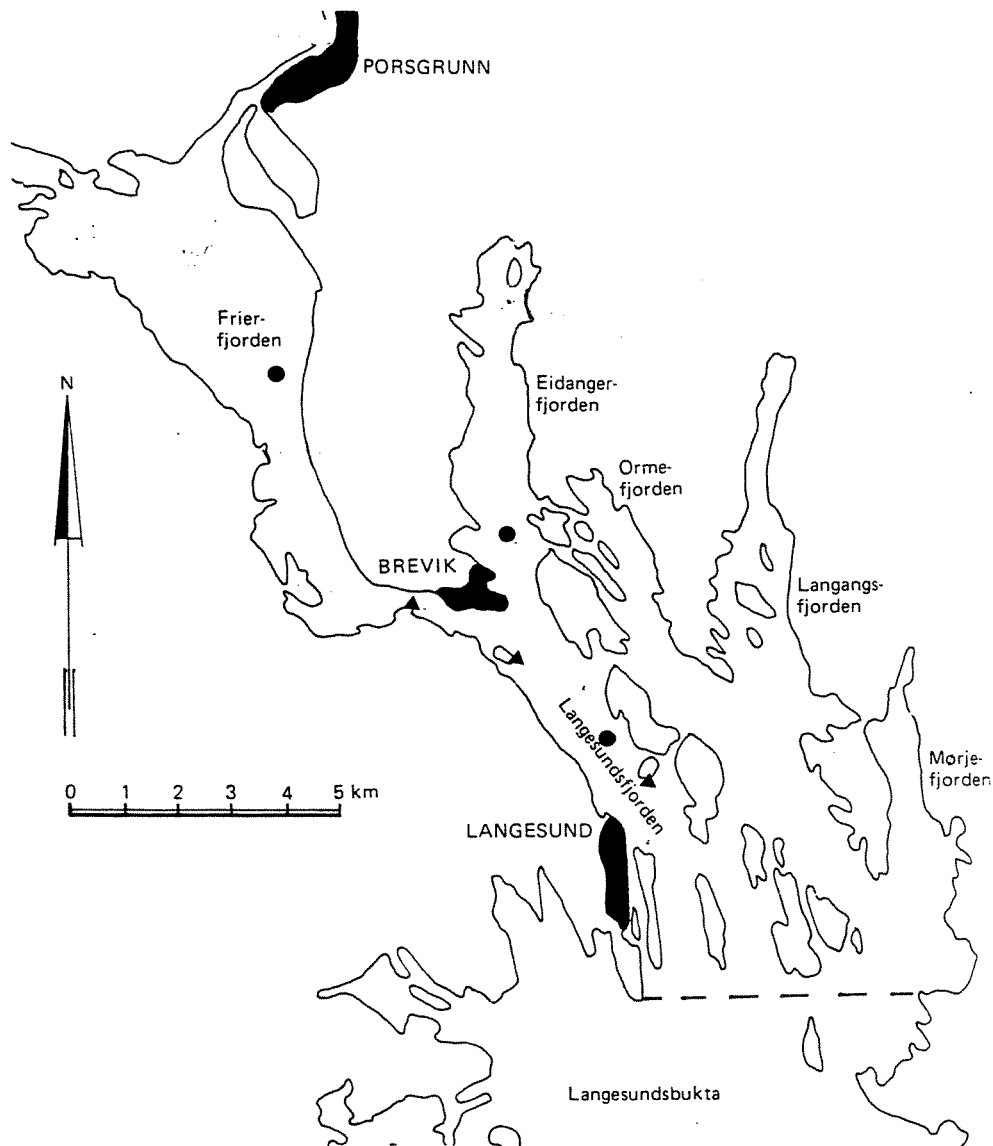 PORSGRUNN
Frier-
fjorden
N
Eidanger-
fjorden
Orme-
fjorden
BREVIK
Langangs-
fjorden
Langesundsfjorden
Mørje-
fjorden
0 1 2 3 4 5 km
LANGESUND
Langesundsbukta